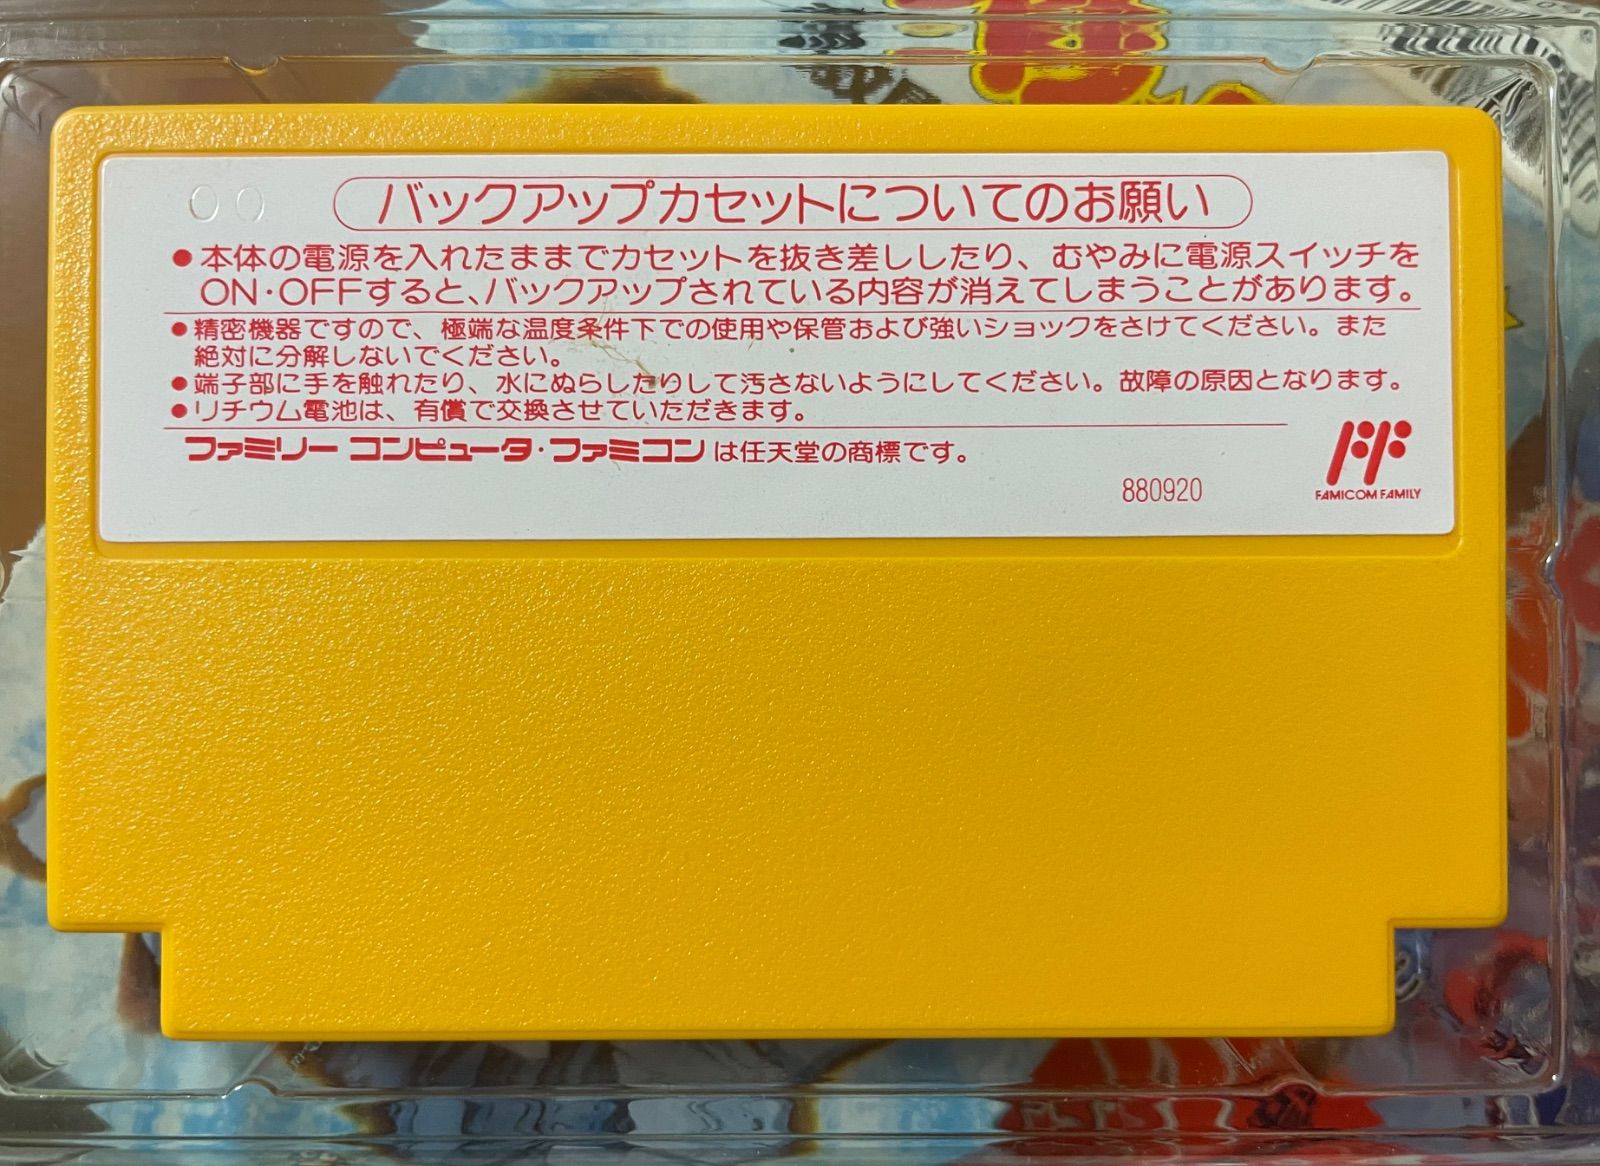 00
バックアップカセットについてのお願い
●本体の電源を入れたままでカセットを抜き差ししたり、むやみに電源スイッチを
ON・OFFすると、バックアップされている内容が消えてしまうことがあります。
●精密機器ですので、極端な温度条件下での使用や保管および強いショックをさけてください。また
絶対に分解しないでください。
●端子部に手を触れたり、水にぬらしたりして汚さないようにしてください。故障の原因となります。
●リチウム電池は、有償で交換させていただきます。
ファミリーコンピュータ・ファミコンは任天堂の商標です。
880920
FAMICOM FAMILY